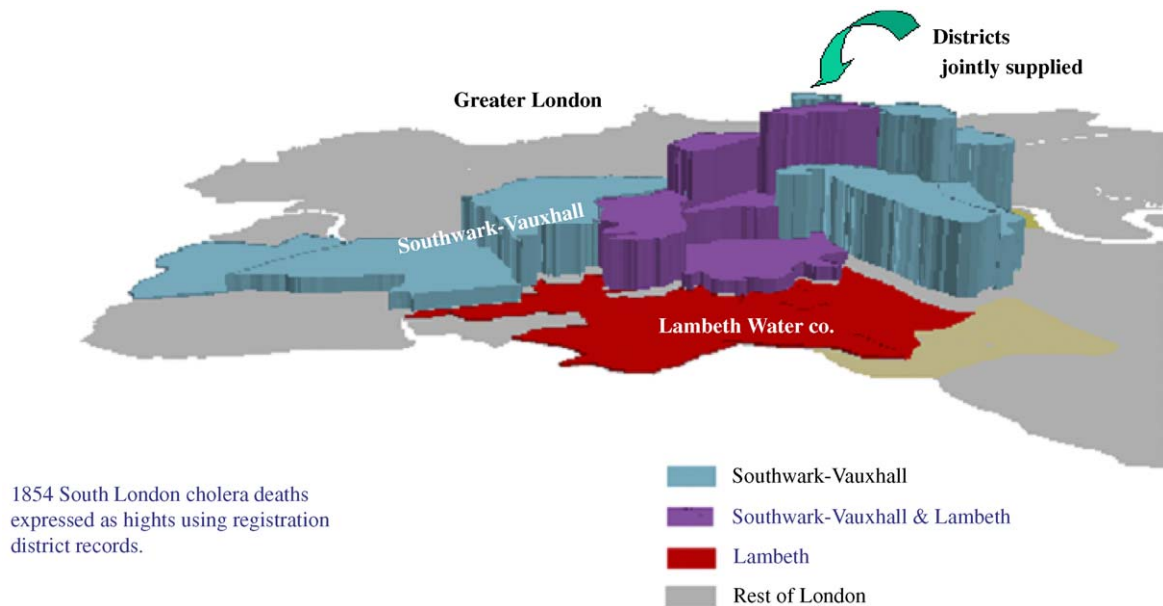 Districts
jointly supplied
Greater London
Southwark-Vauxhall
Lambeth Water co.
1854 South London cholera deaths
expressed as hights using registration
district records.
Southwark-Vauxhall
Southwark-Vauxhall & Lambeth
Lambeth
Rest of London